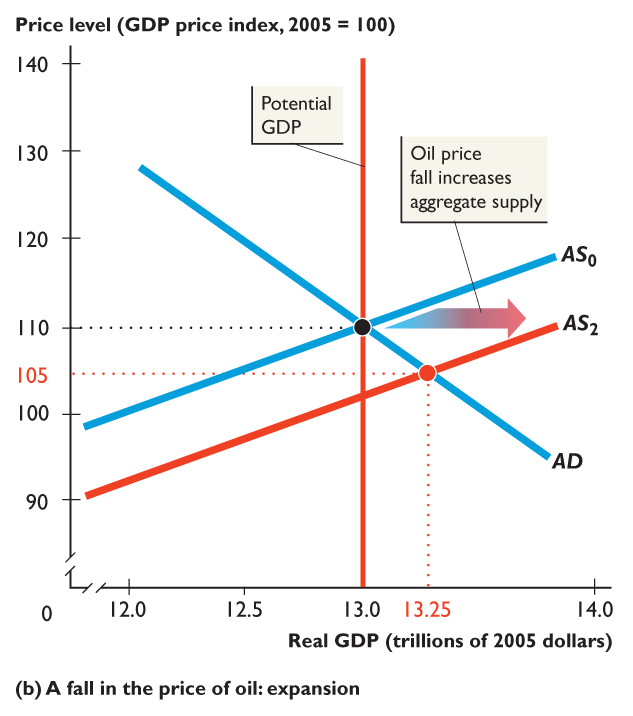 Price level (GDP price index, 2005 = 100)
140
Potential
GDP
130
Oil price
fall increases
aggregate supply
120
AS0
110
AS2
105
100
AD
90
0
12.0
12.5
13.0
13.25
14.0
Real GDP (trillions of 2005 dollars)
(b) A fall in the price of oil: expansion